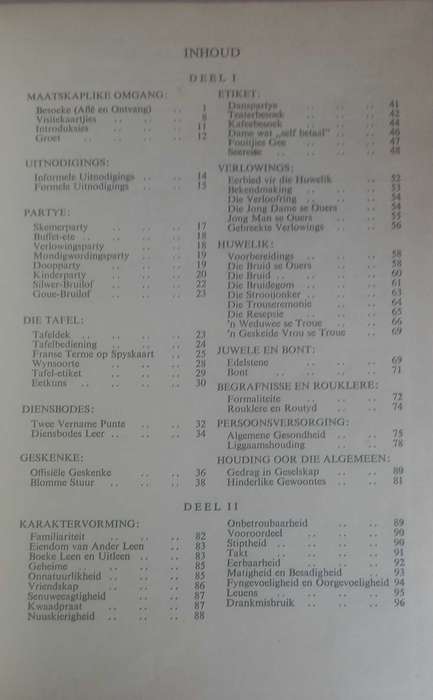 INHOUD
DEEL I
MAATSKAPLIKE OMGANG:
Besoeke (Aflê en Ontvang) .. 1
Visitekaartjies .. .. .. 8
Introduksies .. .. .. 11
Groet .. .. .. .. 12
UITNODIGINGS:
Informele Uitnodigings .. .. 14
Formele Uitnodigings .. .. 15
PARTYE:
Skemerparty .. .. .. 17
Buffet-ete .. .. .. .. 18
Verlowingsparty .. .. 18
Mondigwordingsparty .. .. 19
Doopparty .. .. .. 19
Kinderparty .. .. .. 20
Silwer-Bruilof .. .. .. 22
Goue-Bruilof .. .. .. 23
DIE TAFEL:
Tafeldek .. .. .. .. 23
Tafelbediening .. .. .. 24
Franse Terme op Spyskaart .. 25
Wynsoorte .. .. .. 28
Tafel-etiket .. .. .. 29
Eetkuns .. .. .. .. 30
DIENSBODES:
Twee Vername Punte .. .. 32
Diensbodes Leer .. .. .. 34
GESKENKE:
Offisiële Geskenke .. .. 36
Blomme Stuur .. .. .. 38
ETIKET:
Danspartye .. .. .. 41
Teaterbesoek .. .. .. 42
Kafeebesoek .. .. .. 44
Dame wat „self betaal” .. .. 46
Fooitjies Gee .. .. .. 47
Seereise .. .. .. .. 48
VERLOWINGS:
Eerbied vir die Huwelik .. .. 52
Bekendmaking .. .. .. 53
Die Verloofring .. .. .. 54
Die Jong Dame se Ouers .. .. 54
Jong Man se Ouers .. .. 55
Gebreekte Verlowings .. .. 56
HUWELIK:
Voorbereidings .. .. .. 58
Die Bruid se Ouers .. .. 58
Die Bruid .. .. .. .. 60
Die Bruidegom .. .. .. 61
Die Strooijonker .. .. .. 63
Die Trouseremonie .. .. 64
Die Resepsie .. .. .. 65
'n Weduwee se Troue .. .. 66
'n Geskeide Vrou se Troue .. 69
JUWELE EN BONT:
Edelstene .. .. .. .. 69
Bont .. .. .. .. 71
BEGRAFNISSE EN ROUKLERE:
Formaliteite .. .. .. 72
Rouklere en Routyd .. .. 74
PERSOONSVERSORGING:
Algemene Gesondheid .. .. 75
Liggaamshouding .. .. .. 78
HOUDING OOR DIE ALGEMEEN:
Gedrag in Geselskap .. .. 80
Hinderlike Gewoontes .. .. 81
DEEL II
KARAKTERVORMING:
Familiariteit .. .. .. 82
Eiendom van Ander Leen .. 83
Boeke Leen en Uitleen .. .. 83
Geheime .. .. .. .. 85
Onnatuurlikheid .. .. .. 85
Vriendskap .. .. .. 86
Senuweeagtigheid .. .. 87
Kwaadpraat .. .. .. 87
Nuuskierigheid .. .. .. 88
Onbetroubaarheid .. .. 89
Vooroordeel .. .. .. 90
Stiptheid .. .. .. .. 90
Takt .. .. .. .. 91
Eerbaarheid .. .. .. 92
Matigheid en Besadigheid .. 93
Fyngevoeligheid en Oorgevoeligheid 94
Leuens .. .. .. .. 95
Drankmisbruik .. .. .. 96